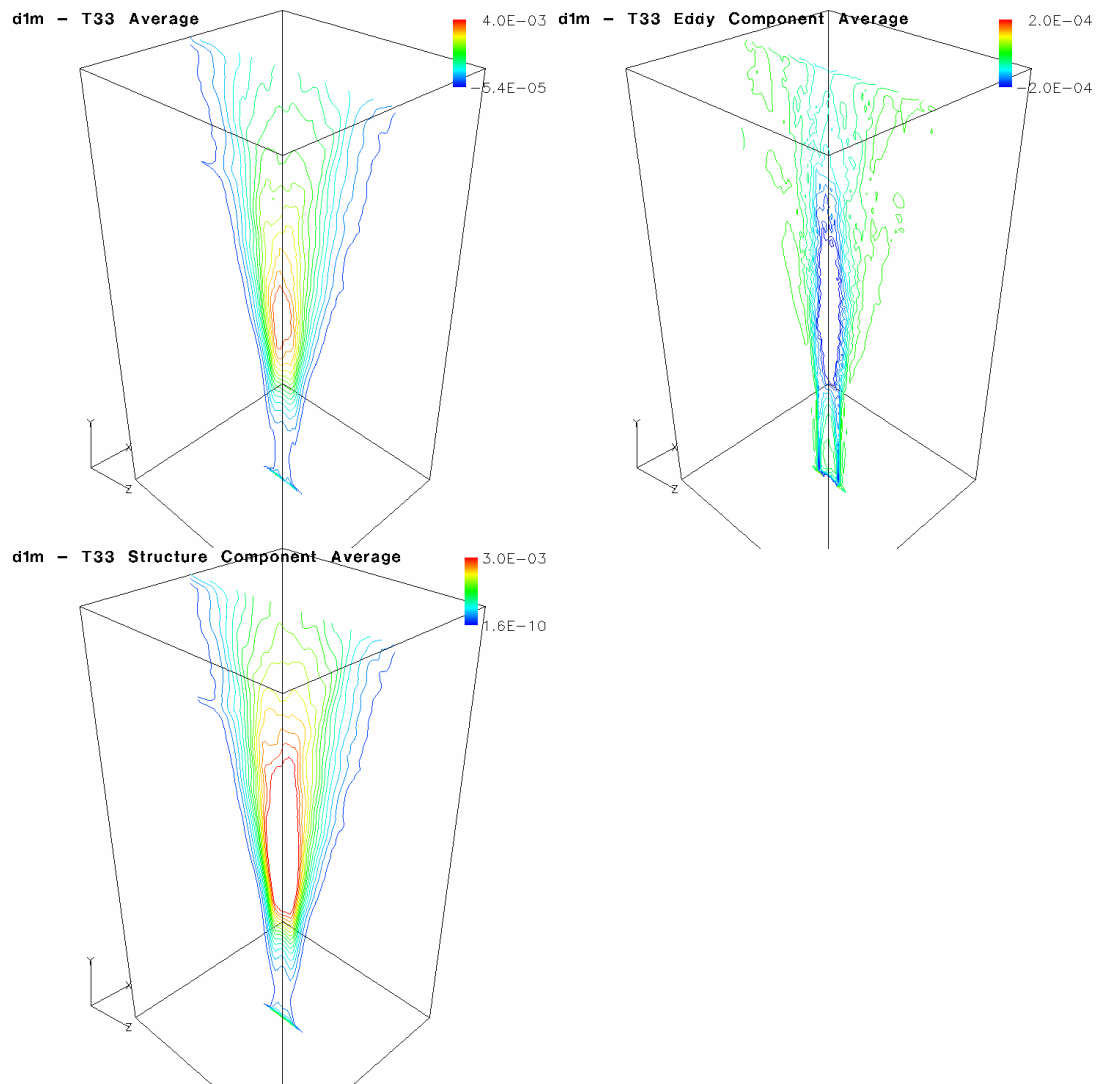 d1m – T33 Average
4.0E–03
–5.4E–05
Y
X
Z
d1m – T33 Eddy Component Average
2.0E–04
–2.0E–04
Y
X
Z
d1m – T33 Structure Component Average
3.0E–03
1.6E–10
Y
X
Z